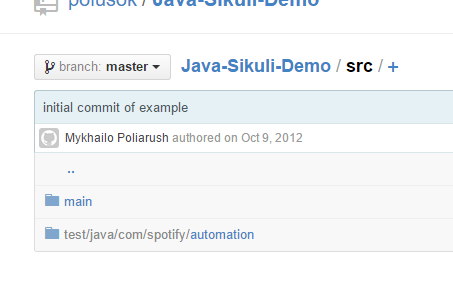 polusok / Java-Sikuli-Demo
branch: master Java-Sikuli-Demo / src / +
initial commit of example
Mykhailo Poliarush authored on Oct 9, 2012
..
main
test/java/com/spotify/automation